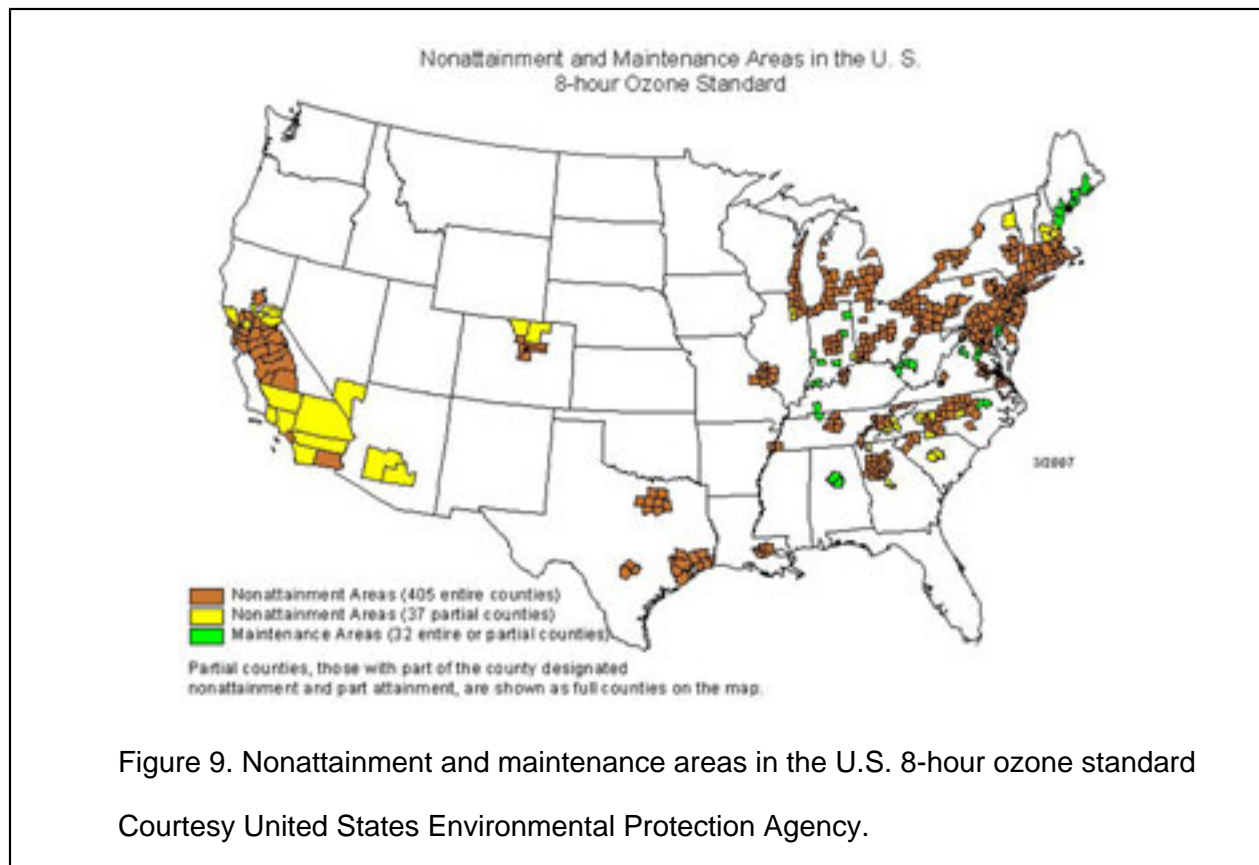 Nonattainment and Maintenance Areas in the U. S.
8-hour Ozone Standard
3/2007
Nonattainment Areas (405 entire counties)
Nonattainment Areas (37 partial counties)
Maintenance Areas (32 entire or partial counties)
Partial counties, those with part of the county designated
nonattainment and part attainment, are shown as full counties on the map.
Figure 9. Nonattainment and maintenance areas in the U.S. 8-hour ozone standard
Courtesy United States Environmental Protection Agency.